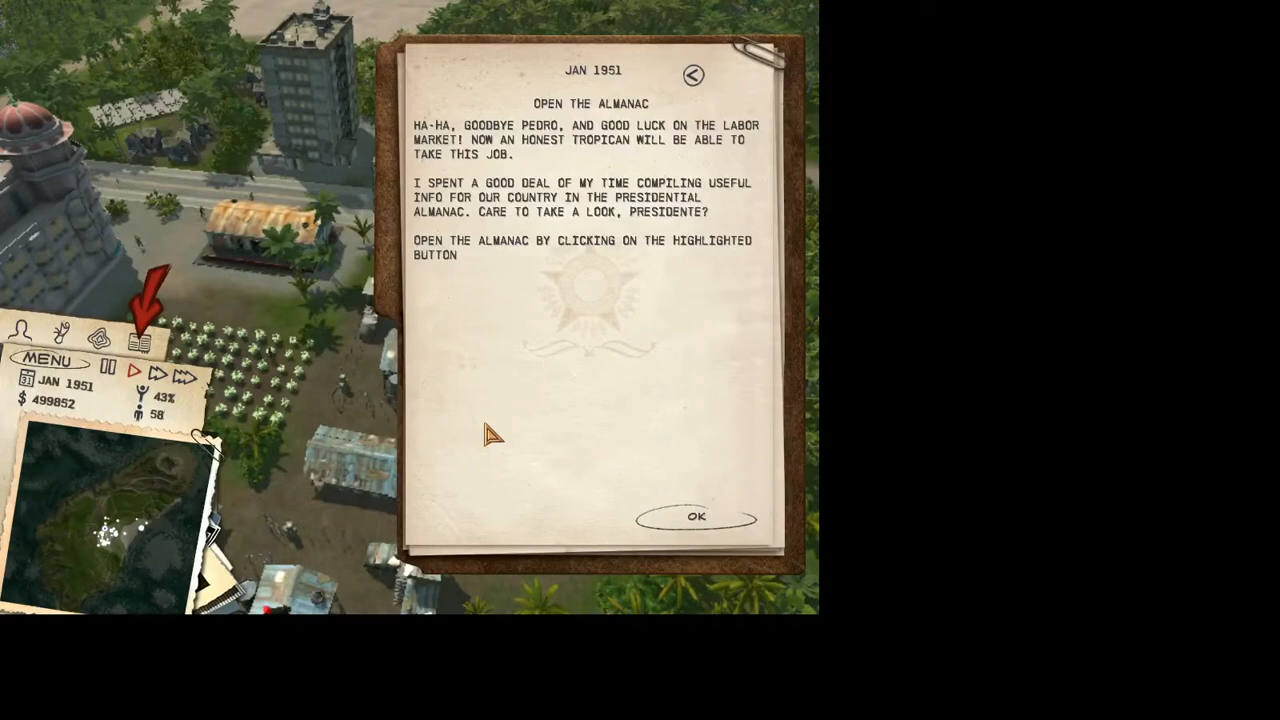 JAN 1951
OPEN THE ALMANAC
HA-HA, GOODBYE PEDRO, AND GOOD LUCK ON THE LABOR
MARKET! NOW AN HONEST TROPICAN WILL BE ABLE TO
TAKE THIS JOB.
I SPENT A GOOD DEAL OF MY TIME COMPILING USEFUL
INFO FOR OUR COUNTRY IN THE PRESIDENTIAL
ALMANAC. CARE TO TAKE A LOOK, PRESIDENTE?
OPEN THE ALMANAC BY CLICKING ON THE HIGHLIGHTED
BUTTON
OK
MENU
31 JAN 1951
43%
$ 499852
58